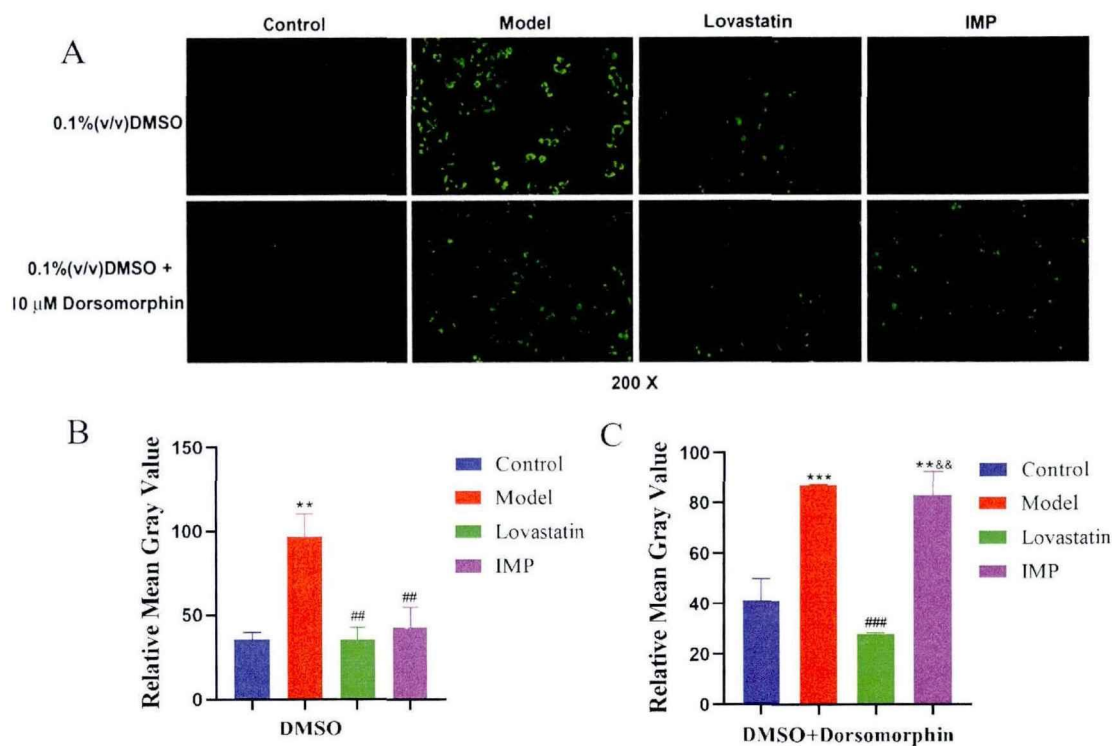 A
Control Model Lovastatin IMP
0.1%(v/v)DMSO
0.1%(v/v)DMSO +
10 µM Dorsomorphin
200 X
B
Relative Mean Gray Value
150
100
50
0
**
##
##
DMSO
Control
Model
Lovastatin
IMP
C
Relative Mean Gray Value
100
80
60
40
20
0
***
###
**&&
DMSO+Dorsomorphin
Control
Model
Lovastatin
IMP